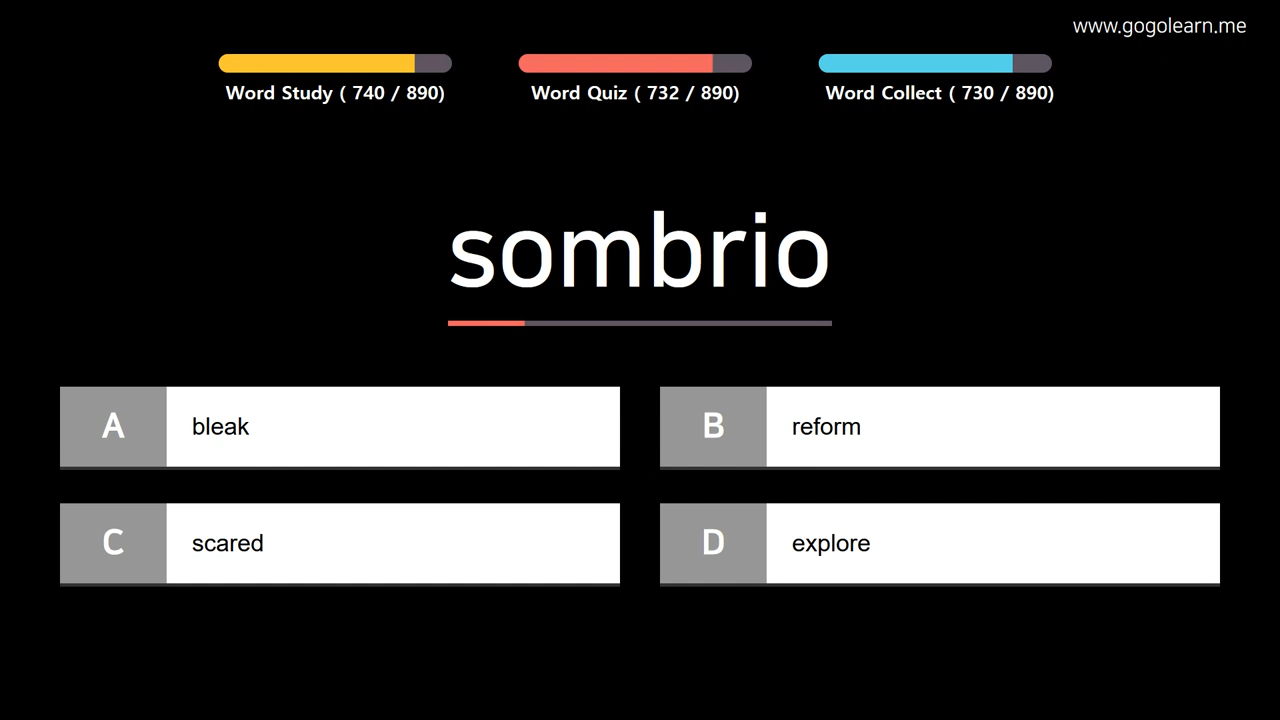 www.gogolearn.me
Word Study ( 740 / 890)
Word Quiz ( 732 / 890)
Word Collect ( 730 / 890)
sombrio
A bleak
B reform
C scared
D explore